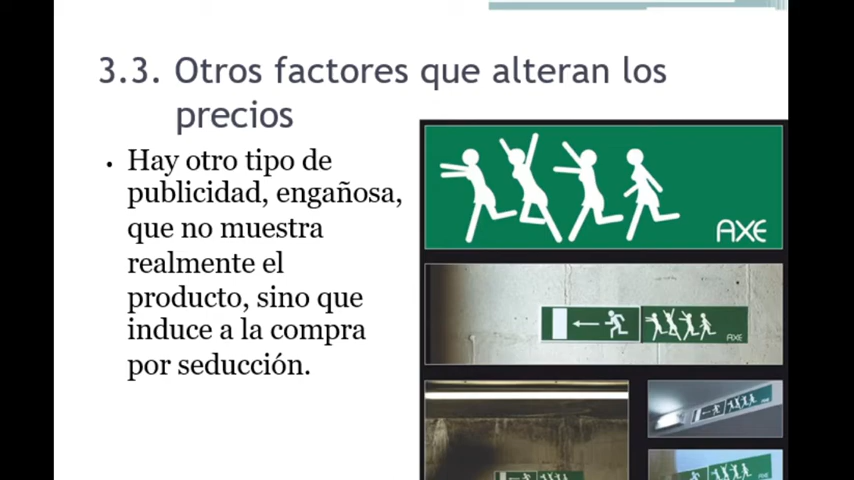 3.3. Otros factores que alteran los
precios
• Hay otro tipo de
publicidad, engañosa,
que no muestra
realmente el
producto, sino que
induce a la compra
por seducción.
AXE
AXE